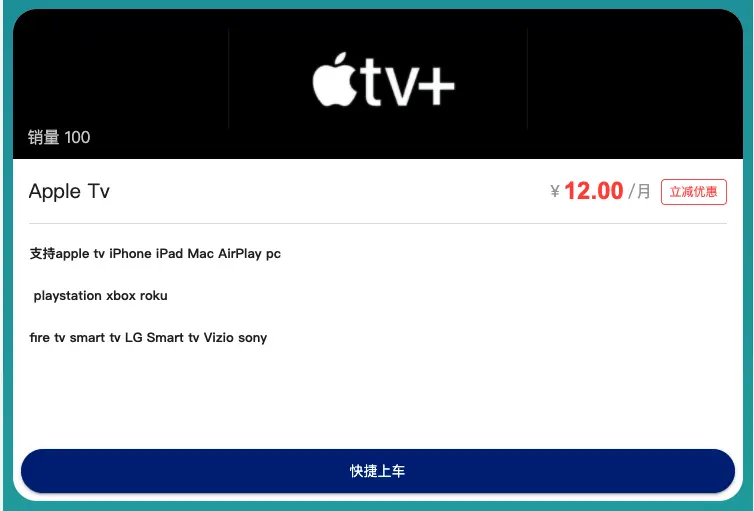 tv+
销量 100
Apple Tv
¥ 12.00 /月 立减优惠
支持apple tv iPhone iPad Mac AirPlay pc
playstation xbox roku
fire tv smart tv LG Smart tv Vizio sony
快捷上车